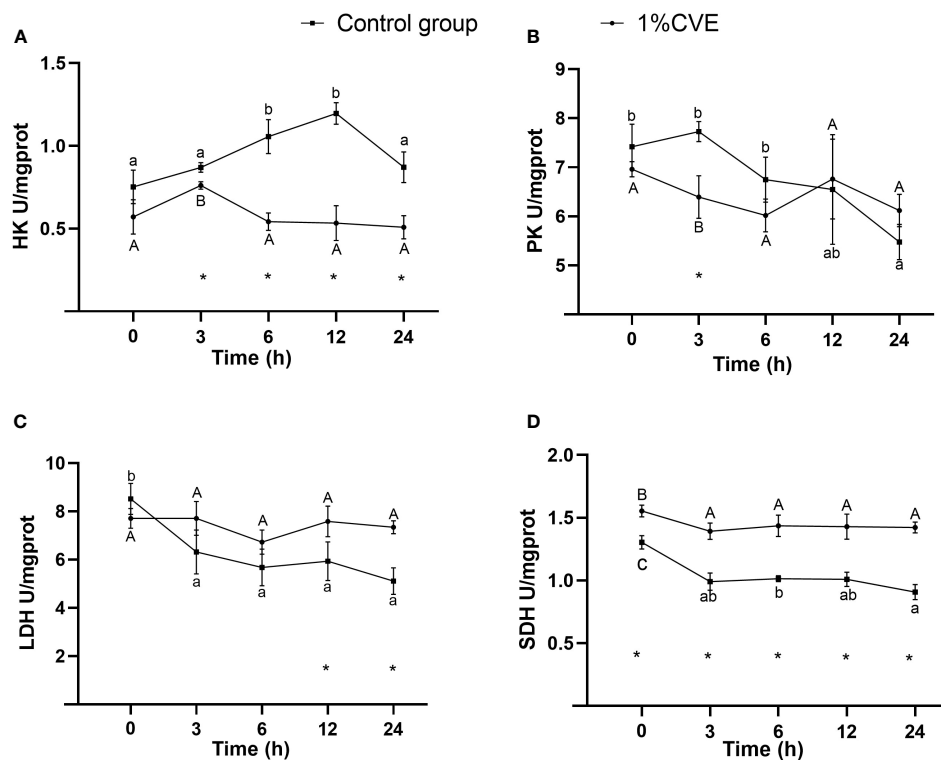 Control group 1%CVE
A
HK U/mgprot
1.5
1.0
0.5
a a b b a
A B A A A
* * * *
0 3 6 12 24
Time (h)
B
PK U/mgprot
9
8
7
6
5
b b b A A
A B A ab a
*
0 3 6 12 24
Time (h)
C
LDH U/mgprot
10
8
6
4
2
b A A A A
A a a a a
* *
0 3 6 12 24
Time (h)
D
SDH U/mgprot
2.0
1.5
1.0
0.5
B A A A A
C ab b ab a
* * * * *
0 3 6 12 24
Time (h)